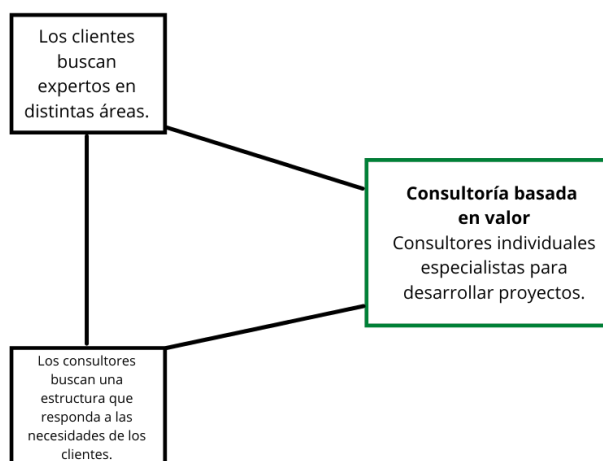 Los clientes
buscan
expertos en
distintas áreas.
Consultoría basada
en valor
Consultores individuales
especialistas para
desarrollar proyectos.
Los consultores
buscan una
estructura que
responda a las
necesidades de los
clientes.